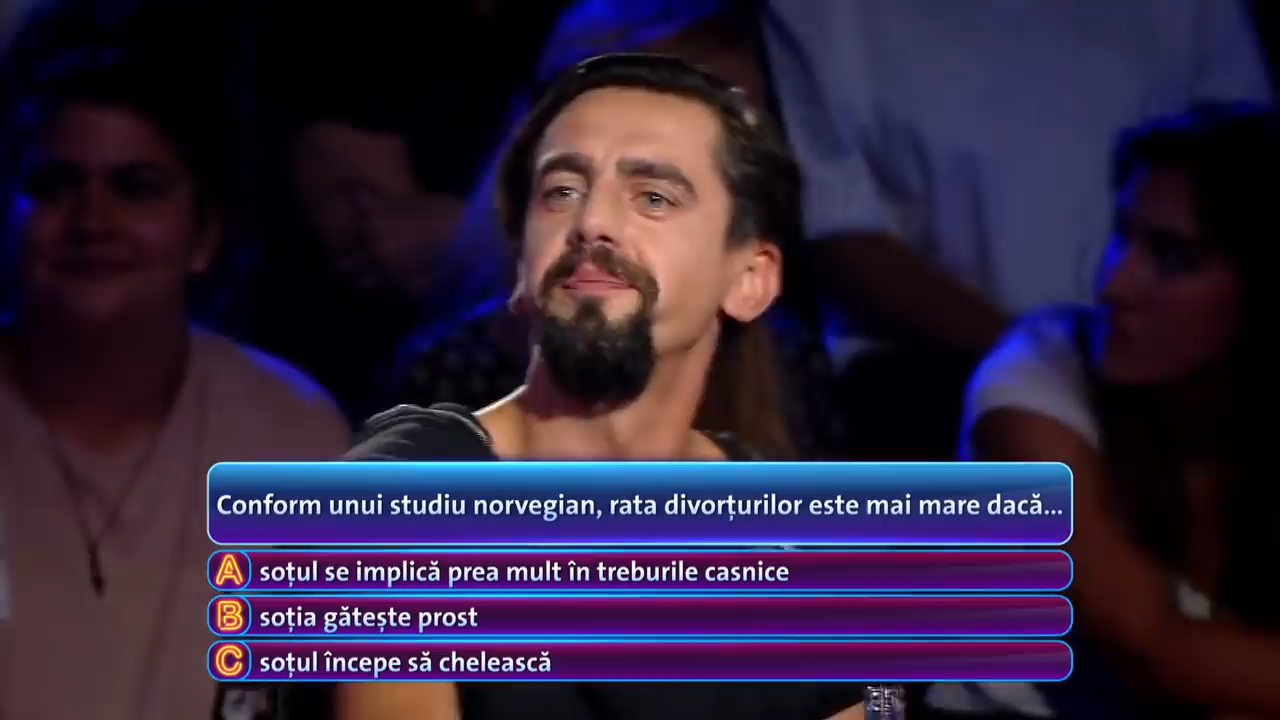 Conform unui studiu norvegian, rata divorțurilor este mai mare dacă...
A soțul se implică prea mult în treburile casnice
B soția gătește prost
C soțul începe să chelească